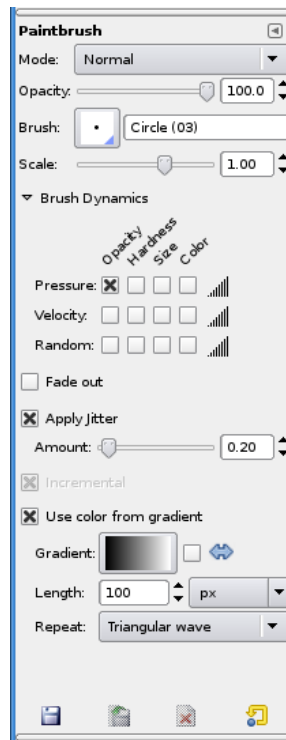 Paintbrush
Mode: Normal
Opacity: 100.0
Brush: Circle (03)
Scale: 1.00
Brush Dynamics
Opacity Hardness Size Color
Pressure:
Velocity:
Random:
Fade out
Apply Jitter
Amount: 0.20
Incremental
Use color from gradient
Gradient:
Length: 100 px
Repeat: Triangular wave